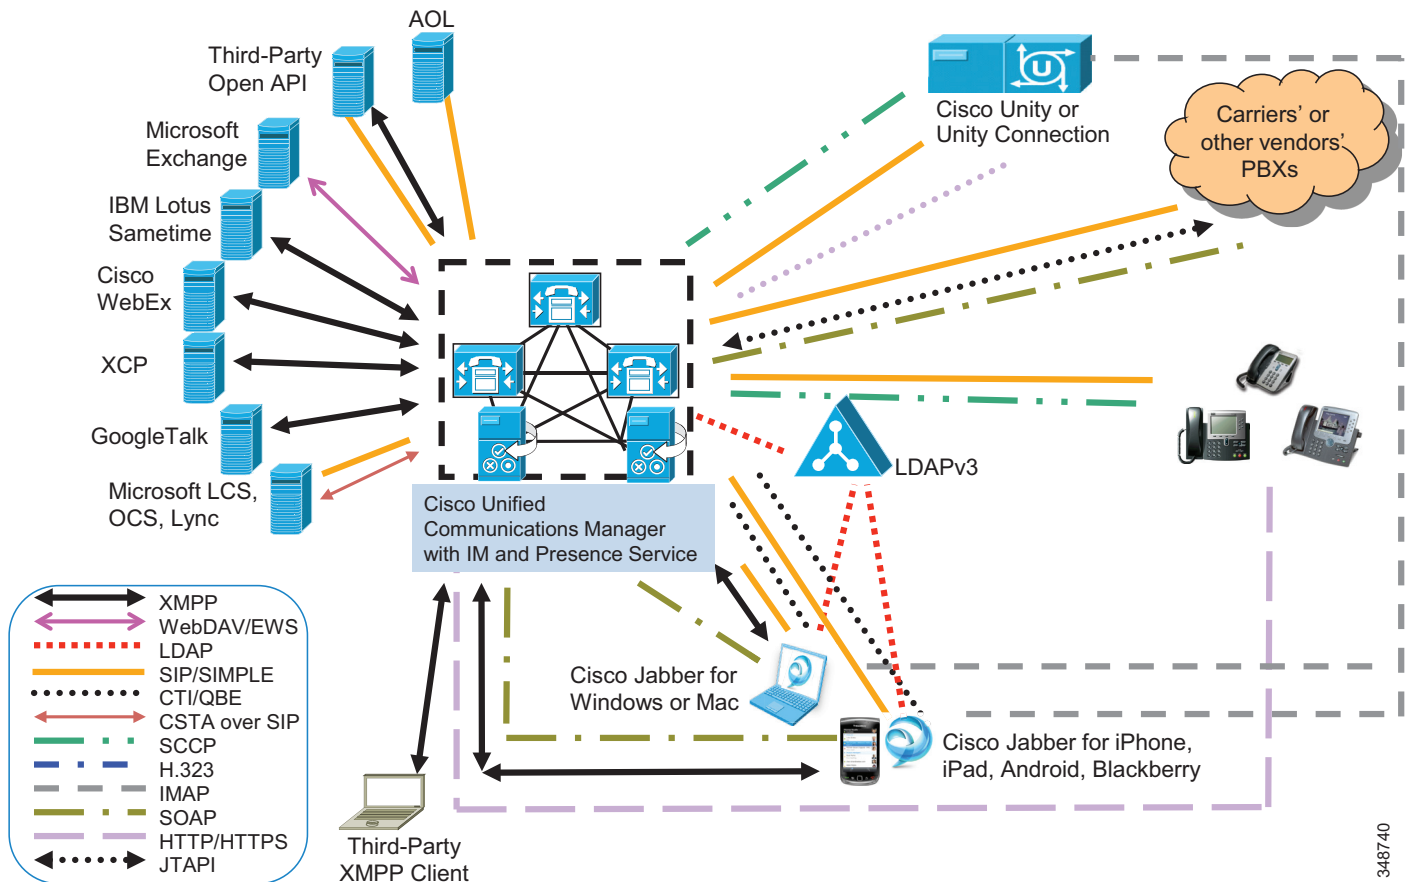 AOL
Third-Party
Open API
Microsoft
Exchange
IBM Lotus
Sametime
Cisco
WebEx
XCP
GoogleTalk
Microsoft LCS,
OCS, Lync
U
Cisco Unity or
Unity Connection
Carriers' or
other vendors'
PBXs
LDAPv3
Cisco Unified
Communications Manager
with IM and Presence Service
Cisco Jabber for
Windows or Mac
Cisco Jabber for iPhone,
iPad, Android, Blackberry
Third-Party
XMPP Client
XMPP
WebDAV/EWS
LDAP
SIP/SIMPLE
CTI/QBE
CSTA over SIP
SCCP
H.323
IMAP
SOAP
HTTP/HTTPS
JTAPI
348740